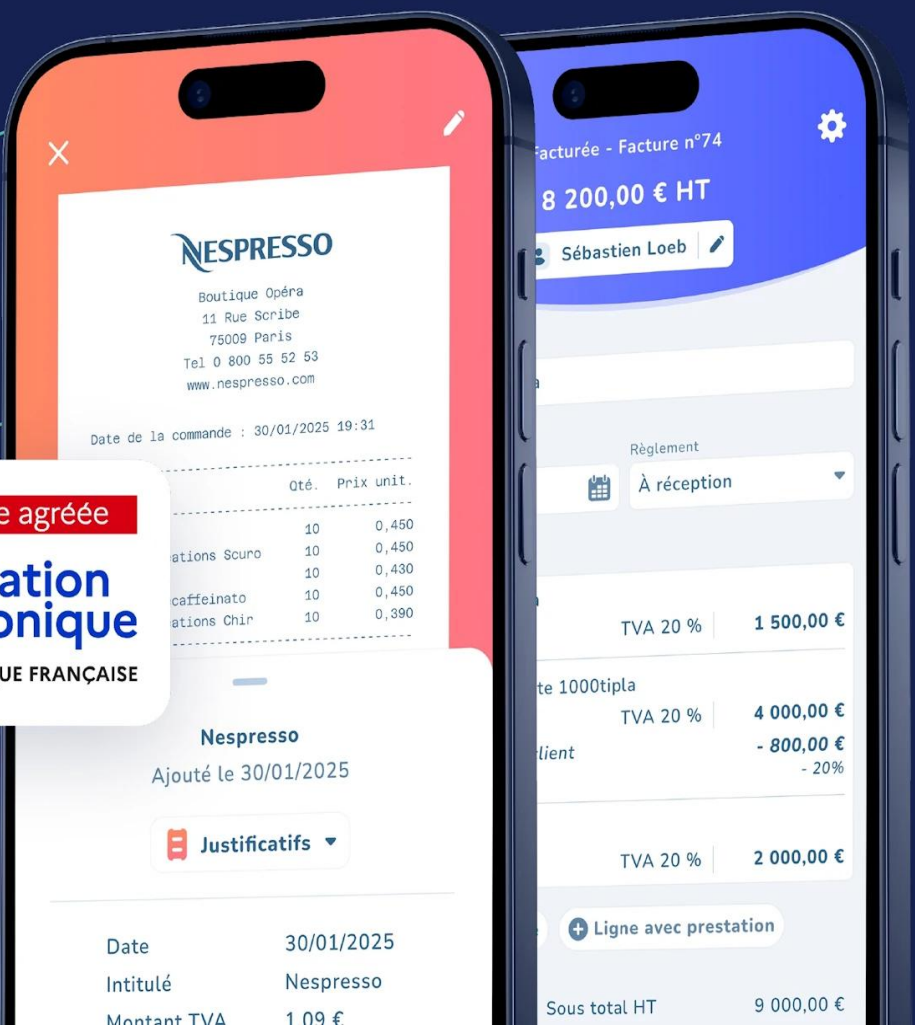 NESPRESSO
Boutique Opéra
11 Rue Scribe
75009 Paris
Tel 0 800 55 52 53
www.nespresso.com
Date de la commande : 30/01/2025 19:31
Qté. Prix unit.
10 0,450
ations Scuro 10 0,450
10 0,430
caffeinato 10 0,450
ations Chir 10 0,390
e agréée
ation
onique
UE FRANÇAISE
Nespresso
Ajouté le 30/01/2025
Justificatifs
Date 30/01/2025
Intitulé Nespresso
Montant TVA 1,09 €
Facturée - Facture n°74
8 200,00 € HT
Sébastien Loeb
Règlement
À réception
TVA 20 % 1 500,00 €
te 1000tipla
TVA 20 % 4 000,00 €
client - 800,00 €
- 20%
TVA 20 % 2 000,00 €
Ligne avec prestation
Sous total HT 9 000,00 €